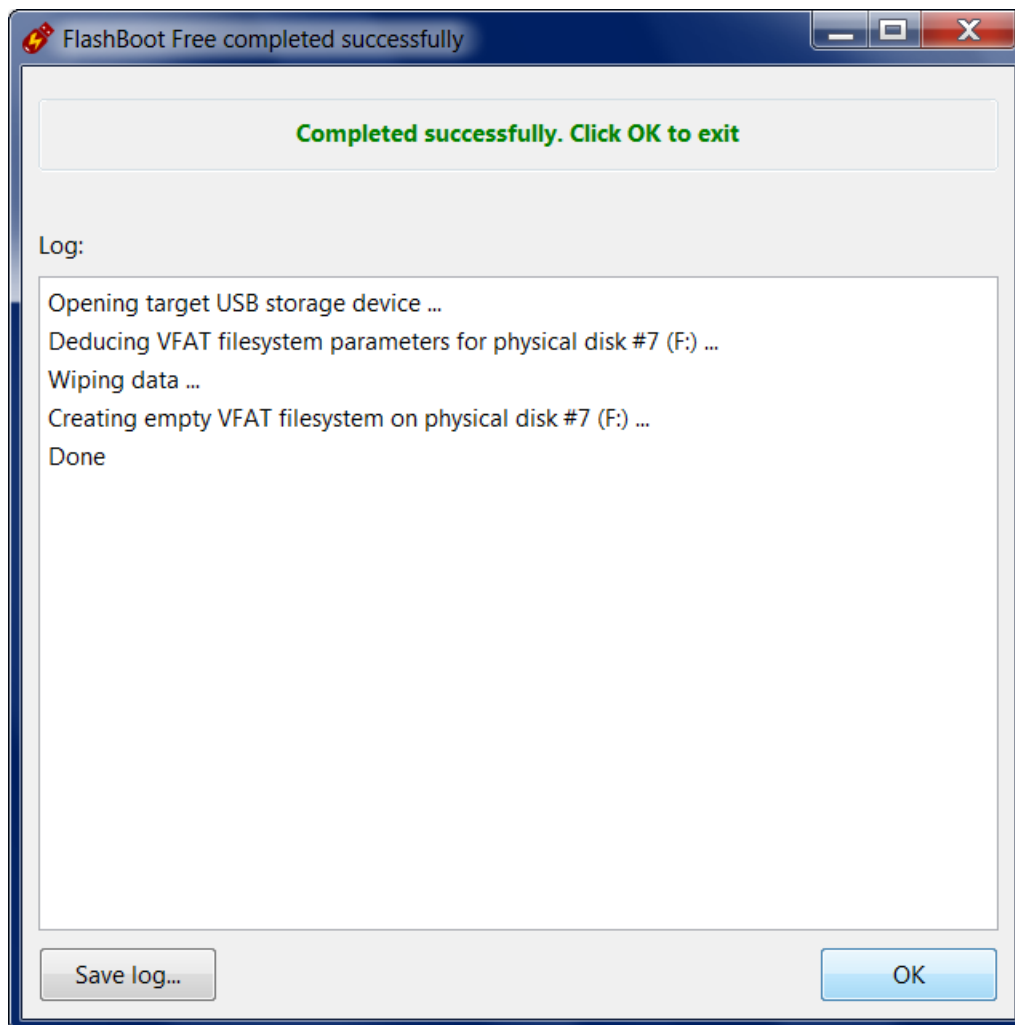 FlashBoot Free completed successfully
Completed successfully. Click OK to exit
Log:
Opening target USB storage device ...
Deducing VFAT filesystem parameters for physical disk #7 (F:) ...
Wiping data ...
Creating empty VFAT filesystem on physical disk #7 (F:) ...
Done
Save log...
OK